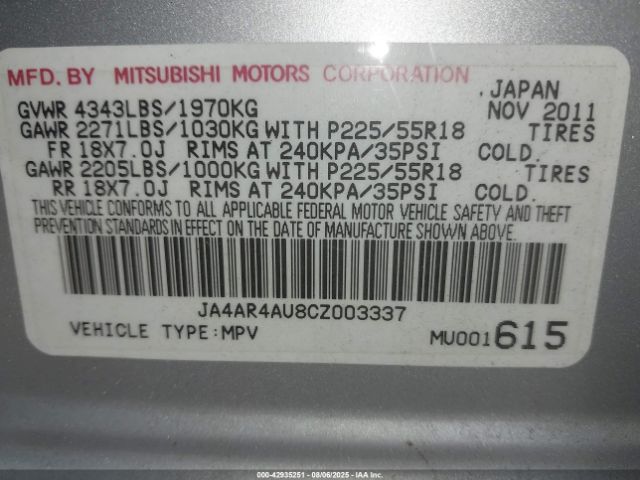 MFD. BY MITSUBISHI MOTORS CORPORATION
JAPAN
GVWR 4343LBS/1970KG NOV 2011
GAWR 2271LBS/1030KG WITH P225/55R18 TIRES
FR 18X7.0J RIMS AT 240KPA/35PSI COLD.
GAWR 2205LBS/1000KG WITH P225/55R18 TIRES
RR 18X7.0J RIMS AT 240KPA/35PSI COLD.
THIS VEHICLE CONFORMS TO ALL APPLICABLE FEDERAL MOTOR VEHICLE SAFETY AND THEFT
PREVENTION STANDARDS IN EFFECT ON THE DATE OF MANUFACTURE SHOWN ABOVE.
JA4AR4AU8CZ003337
VEHICLE TYPE:MPV MU001615
000-42935251 - 08/06/2025 - iaai.com